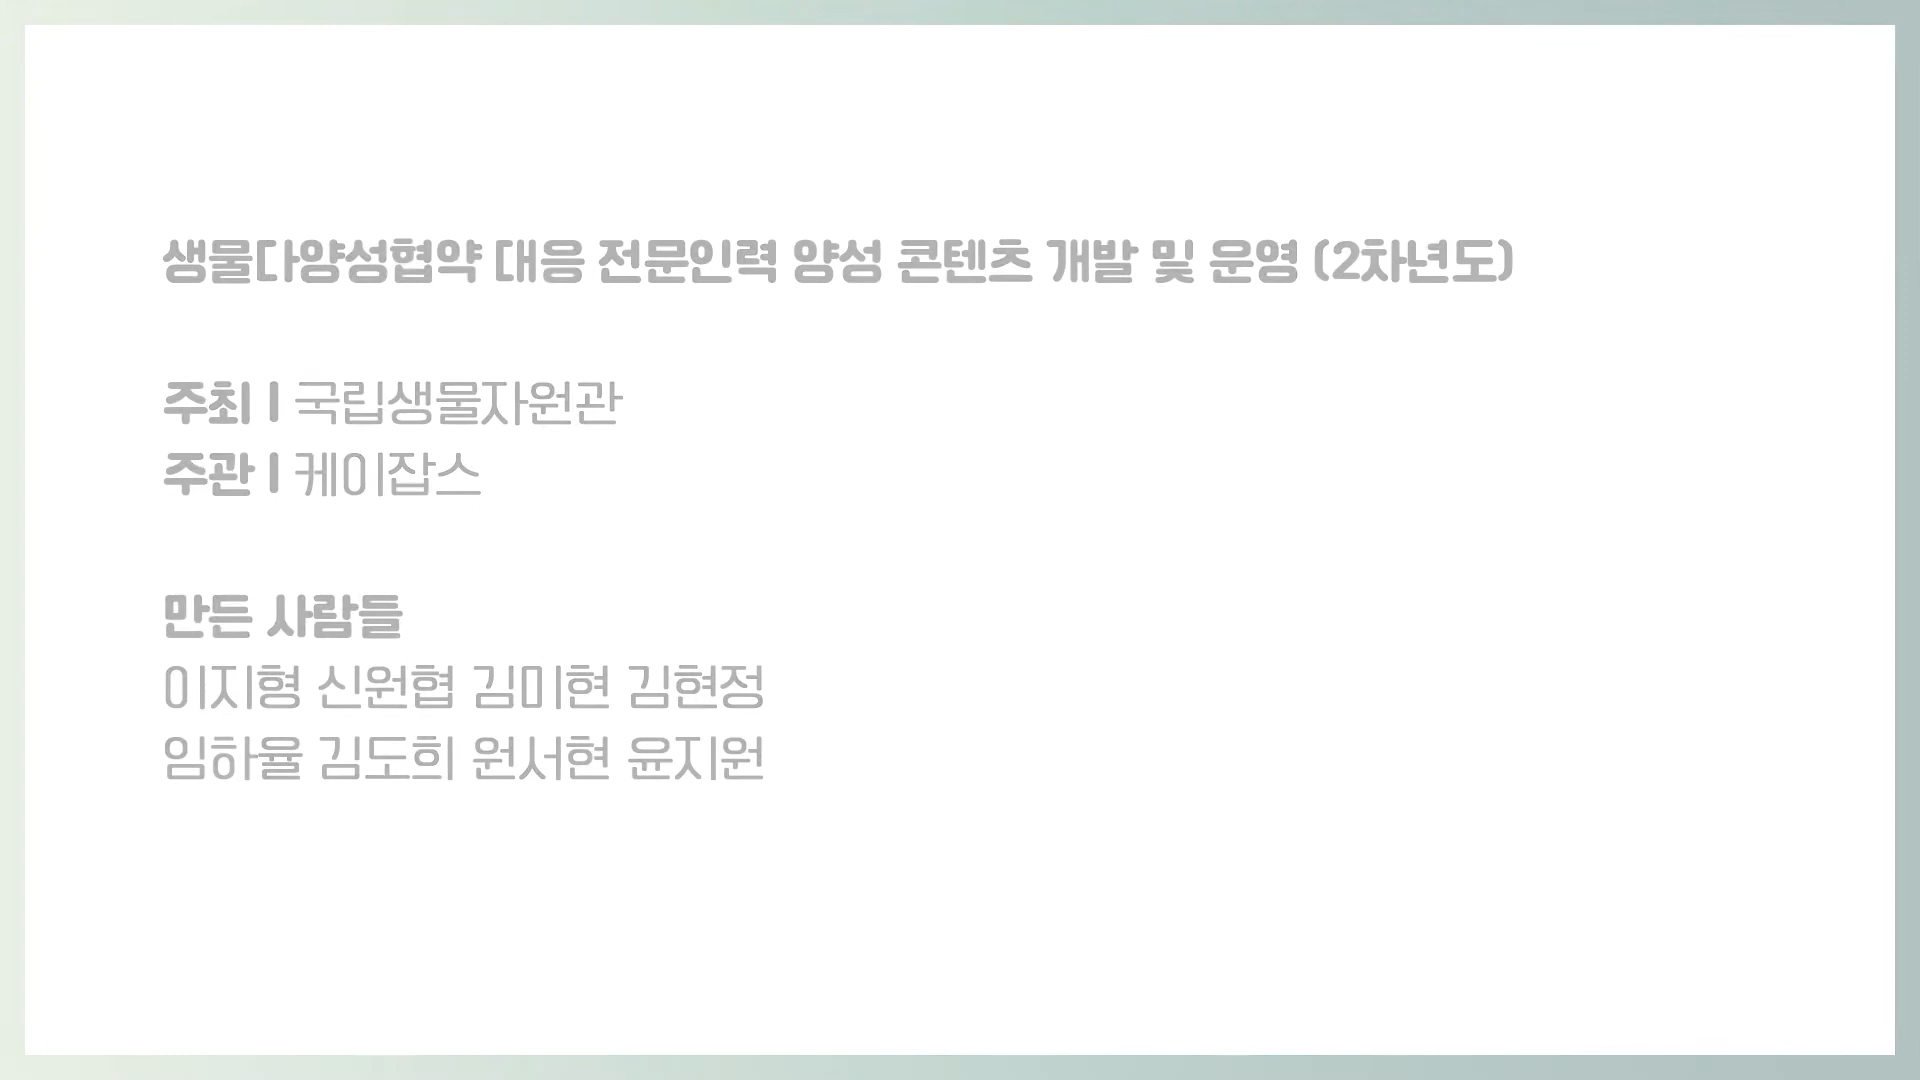 생물다양성협약 대응 전문인력 양성 콘텐츠 개발 및 운영 (2차년도)
주최 | 국립생물자원관
주관 | 케이잡스
만든 사람들
이지형 신원협 김미현 김현정
임하율 김도희 원서현 윤지원